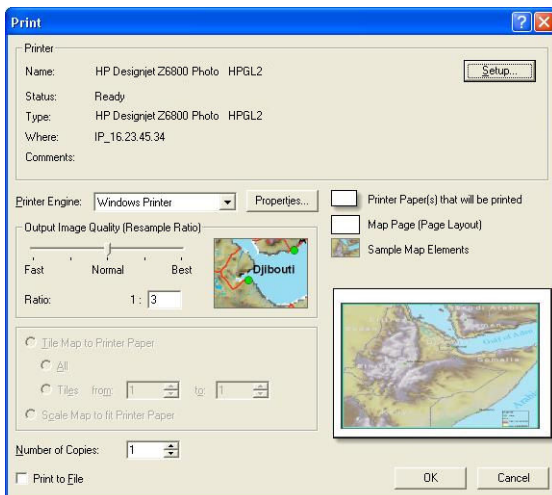 Print
Printer
Name: HP Designjet Z6800 Photo HPGL2
Setup...
Status: Ready
Type: HP Designjet Z6800 Photo HPGL2
Where: IP_16.23.45.34
Comments:
Printer Engine: Windows Printer Properties...
Output Image Quality (Resample Ratio)
Fast Normal Best
Ratio: 1 : 3
Djibouti
Printer Paper(s) that will be printed
Map Page (Page Layout)
Sample Map Elements
Tile Map to Printer Paper
All
Tiles from: 1 to: 1
Scale Map to fit Printer Paper
Gulf of Aden
Number of Copies: 1
Print to File
OK Cancel